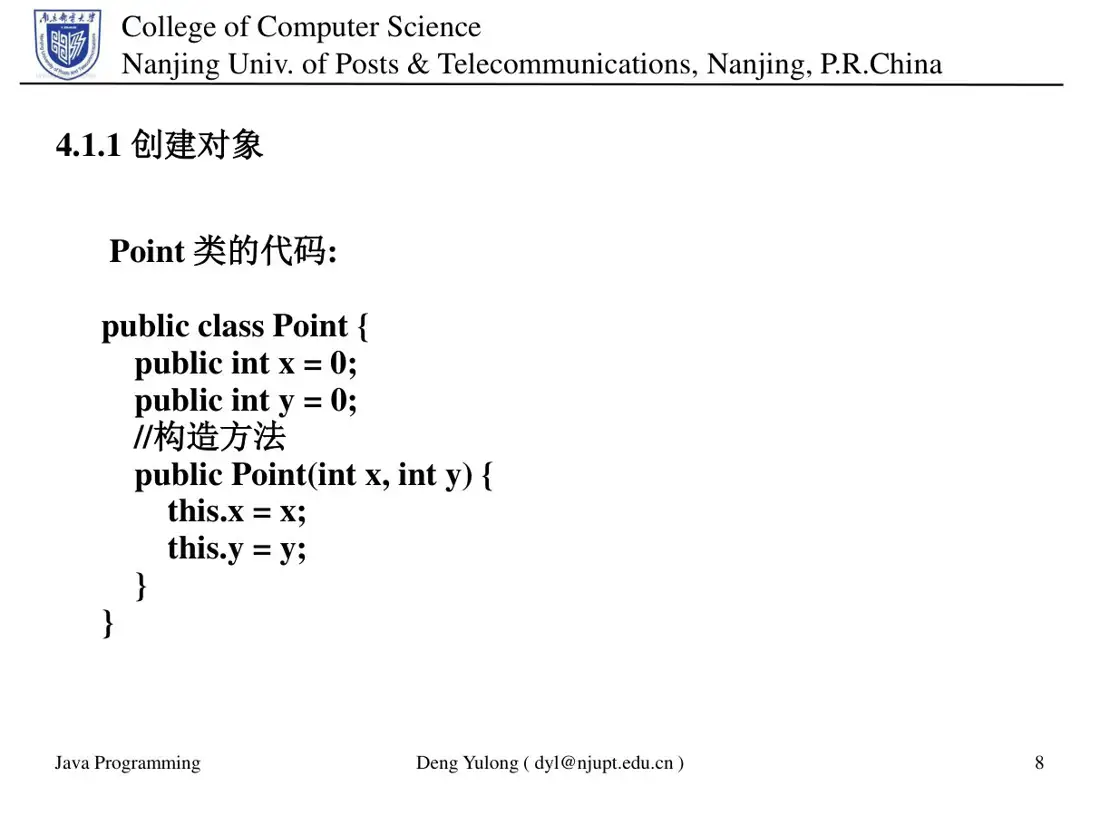 College of Computer Science
Nanjing Univ. of Posts & Telecommunications, Nanjing, P.R.China
4.1.1 创建对象
Point 类的代码:
public class Point {
public int x = 0;
public int y = 0;
//构造方法
public Point(int x, int y) {
this.x = x;
this.y = y;
}
}
Java Programming
Deng Yulong ( dyl@njupt.edu.cn )
8